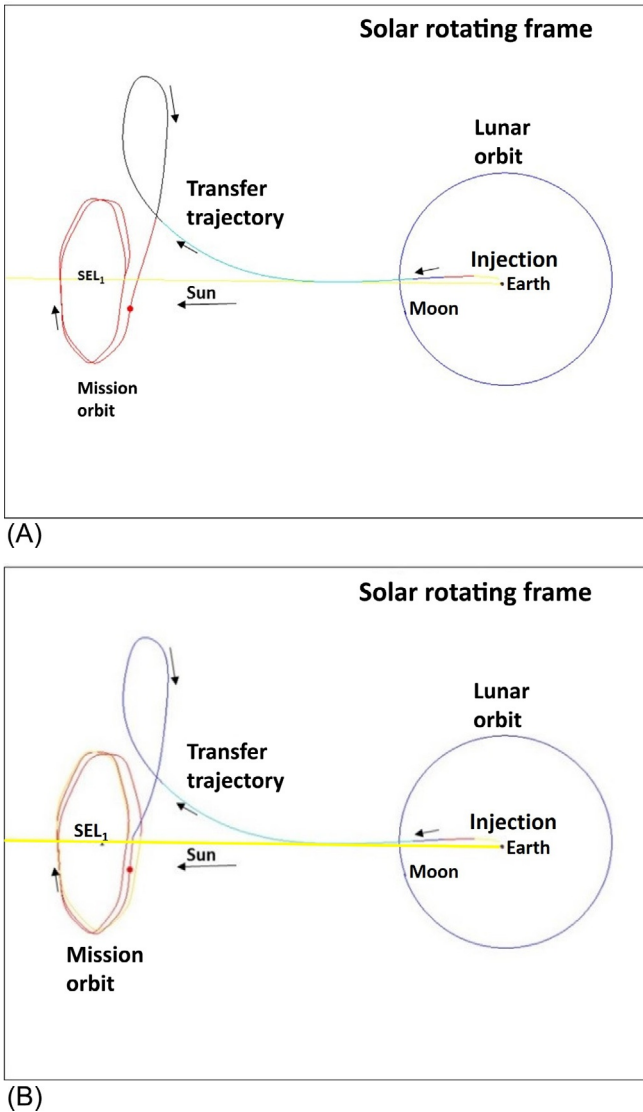 Solar rotating frame
Lunar
orbit
Transfer
trajectory
Injection
SEL1
Earth
Sun
Moon
Mission
orbit
(A)
Solar rotating frame
Lunar
orbit
Transfer
trajectory
Injection
SEL1
Earth
Sun
Moon
Mission
orbit
(B)